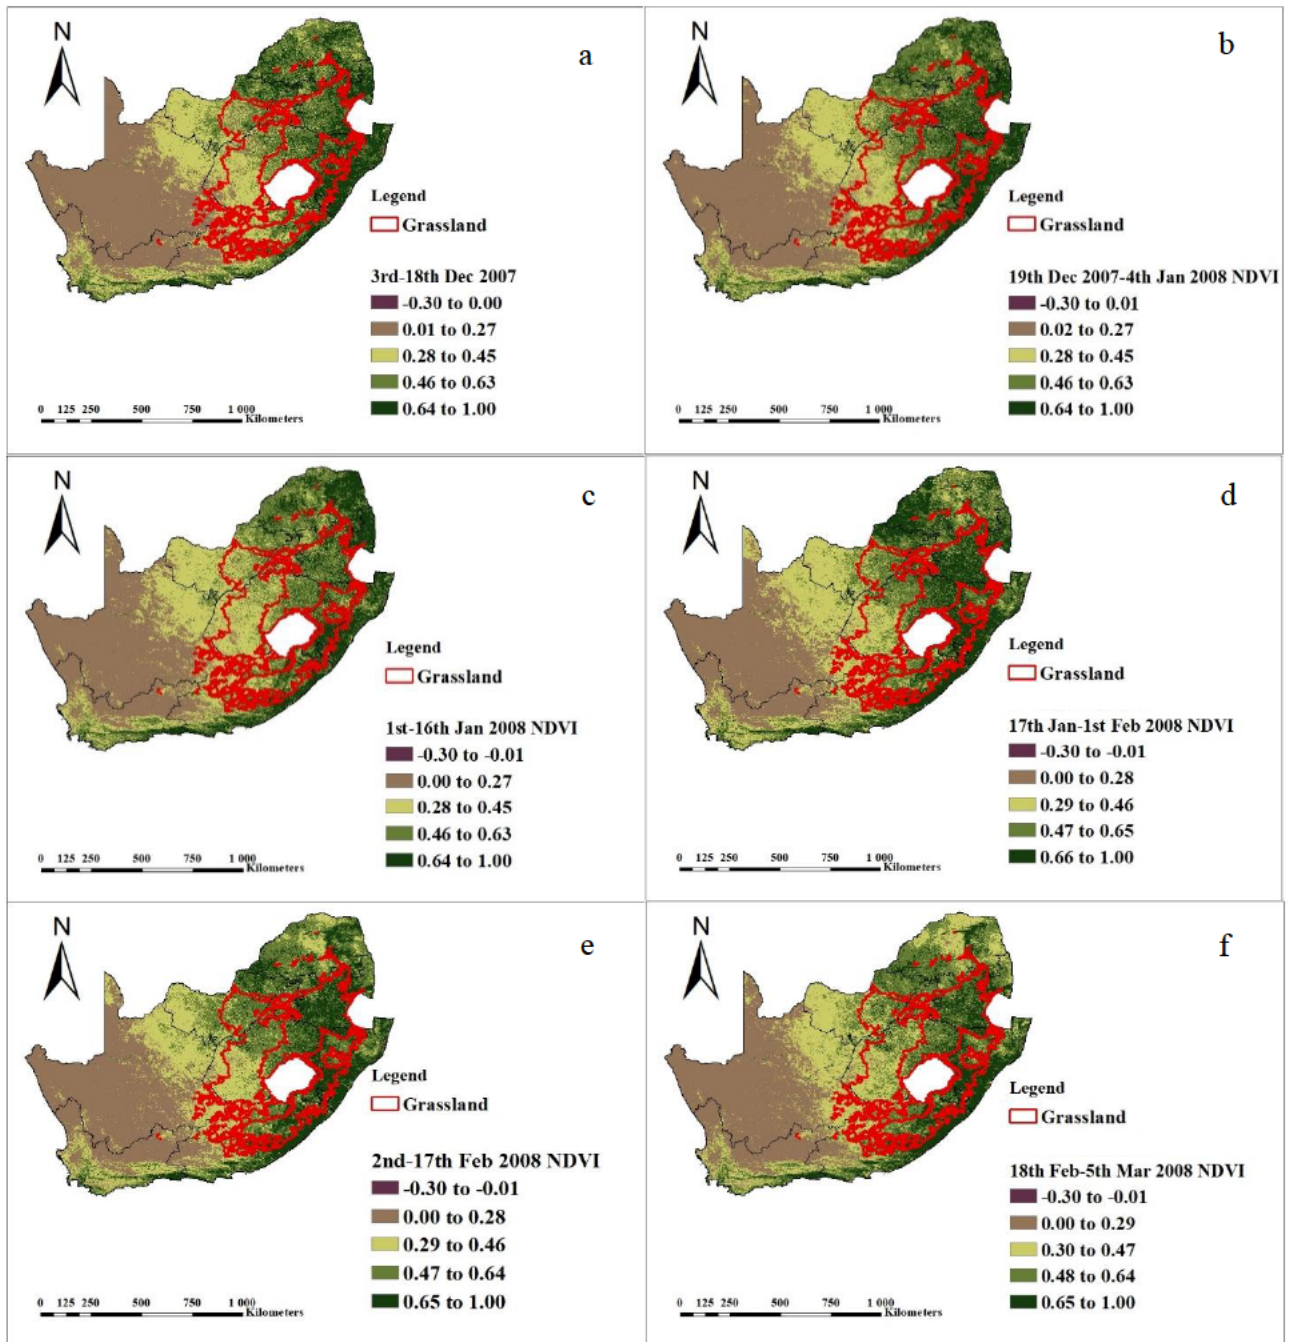 N
a
Legend
Grassland
3rd-18th Dec 2007
-0.30 to 0.00
0.01 to 0.27
0.28 to 0.45
0.46 to 0.63
0.64 to 1.00
0 125 250 500 750 1 000
Kilometers
N
b
Legend
Grassland
19th Dec 2007-4th Jan 2008 NDVI
-0.30 to 0.01
0.02 to 0.27
0.28 to 0.45
0.46 to 0.63
0.64 to 1.00
0 125 250 500 750 1 000
Kilometers
N
c
Legend
Grassland
1st-16th Jan 2008 NDVI
-0.30 to -0.01
0.00 to 0.27
0.28 to 0.45
0.46 to 0.63
0.64 to 1.00
0 125 250 500 750 1 000
Kilometers
N
d
Legend
Grassland
17th Jan-1st Feb 2008 NDVI
-0.30 to -0.01
0.00 to 0.28
0.29 to 0.46
0.47 to 0.65
0.66 to 1.00
0 125 250 500 750 1 000
Kilometers
N
e
Legend
Grassland
2nd-17th Feb 2008 NDVI
-0.30 to -0.01
0.00 to 0.28
0.29 to 0.46
0.47 to 0.64
0.65 to 1.00
0 125 250 500 750 1 000
Kilometers
N
f
Legend
Grassland
18th Feb-5th Mar 2008 NDVI
-0.30 to -0.01
0.00 to 0.29
0.30 to 0.47
0.48 to 0.64
0.65 to 1.00
0 125 250 500 750 1 000
Kilometers